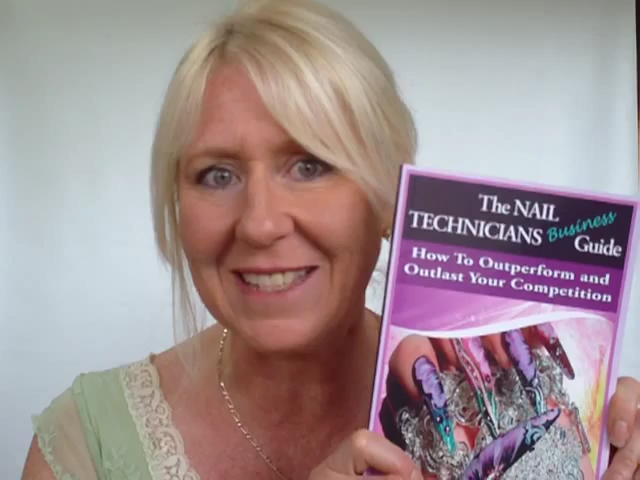 The NAIL
TECHNICIANS Business
Guide
How To Outperform and
Outlast Your Competition